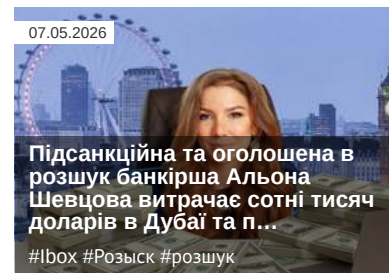 07.05.2026
Підсанкційна та оголошена в
розшук банкірша Альона
Шевцова витрачає сотні тисяч
доларів в Дубаї та п...
#Ibox #Розыск #розшук